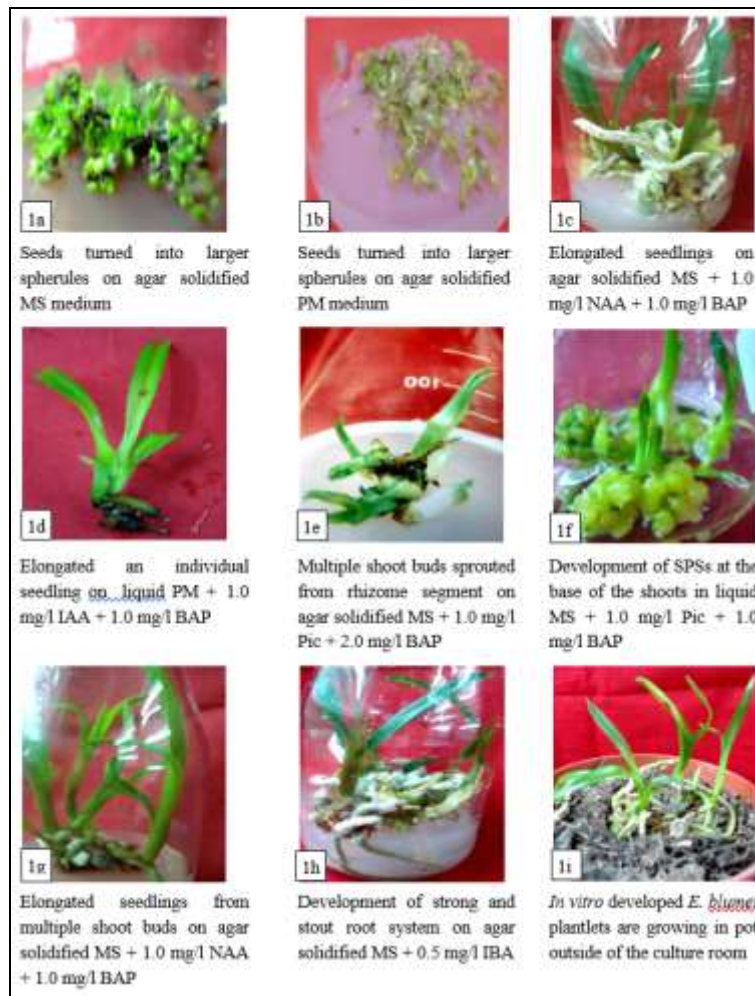 1a
1b
1c
Seeds turned into larger
spherules on agar solidified
MS medium
Seeds turned into larger
spherules on agar solidified
PM medium
Elongated seedlings on
agar solidified MS + 1.0
mg/l NAA + 1.0 mg/l BAP
1d
001
1e
1f
Elongated an individual
seedling on liquid PM + 1.0
mg/l IAA + 1.0 mg/l BAP
Multiple shoot buds sprouted
from rhizome segment on
agar solidified MS + 1.0 mg/l
Pic + 2.0 mg/l BAP
Development of SPSs at the
base of the shoots in liquid
MS + 1.0 mg/l Pic + 1.0
mg/l BAP
1g
1h
1i
Elongated seedlings from
multiple shoot buds on agar
solidified MS + 1.0 mg/l NAA
+ 1.0 mg/l BAP
Development of strong and
stout root system on agar
solidified MS + 0.5 mg/l IBA
In vitro developed E.
plantlets are growing in pot
outside of the culture room